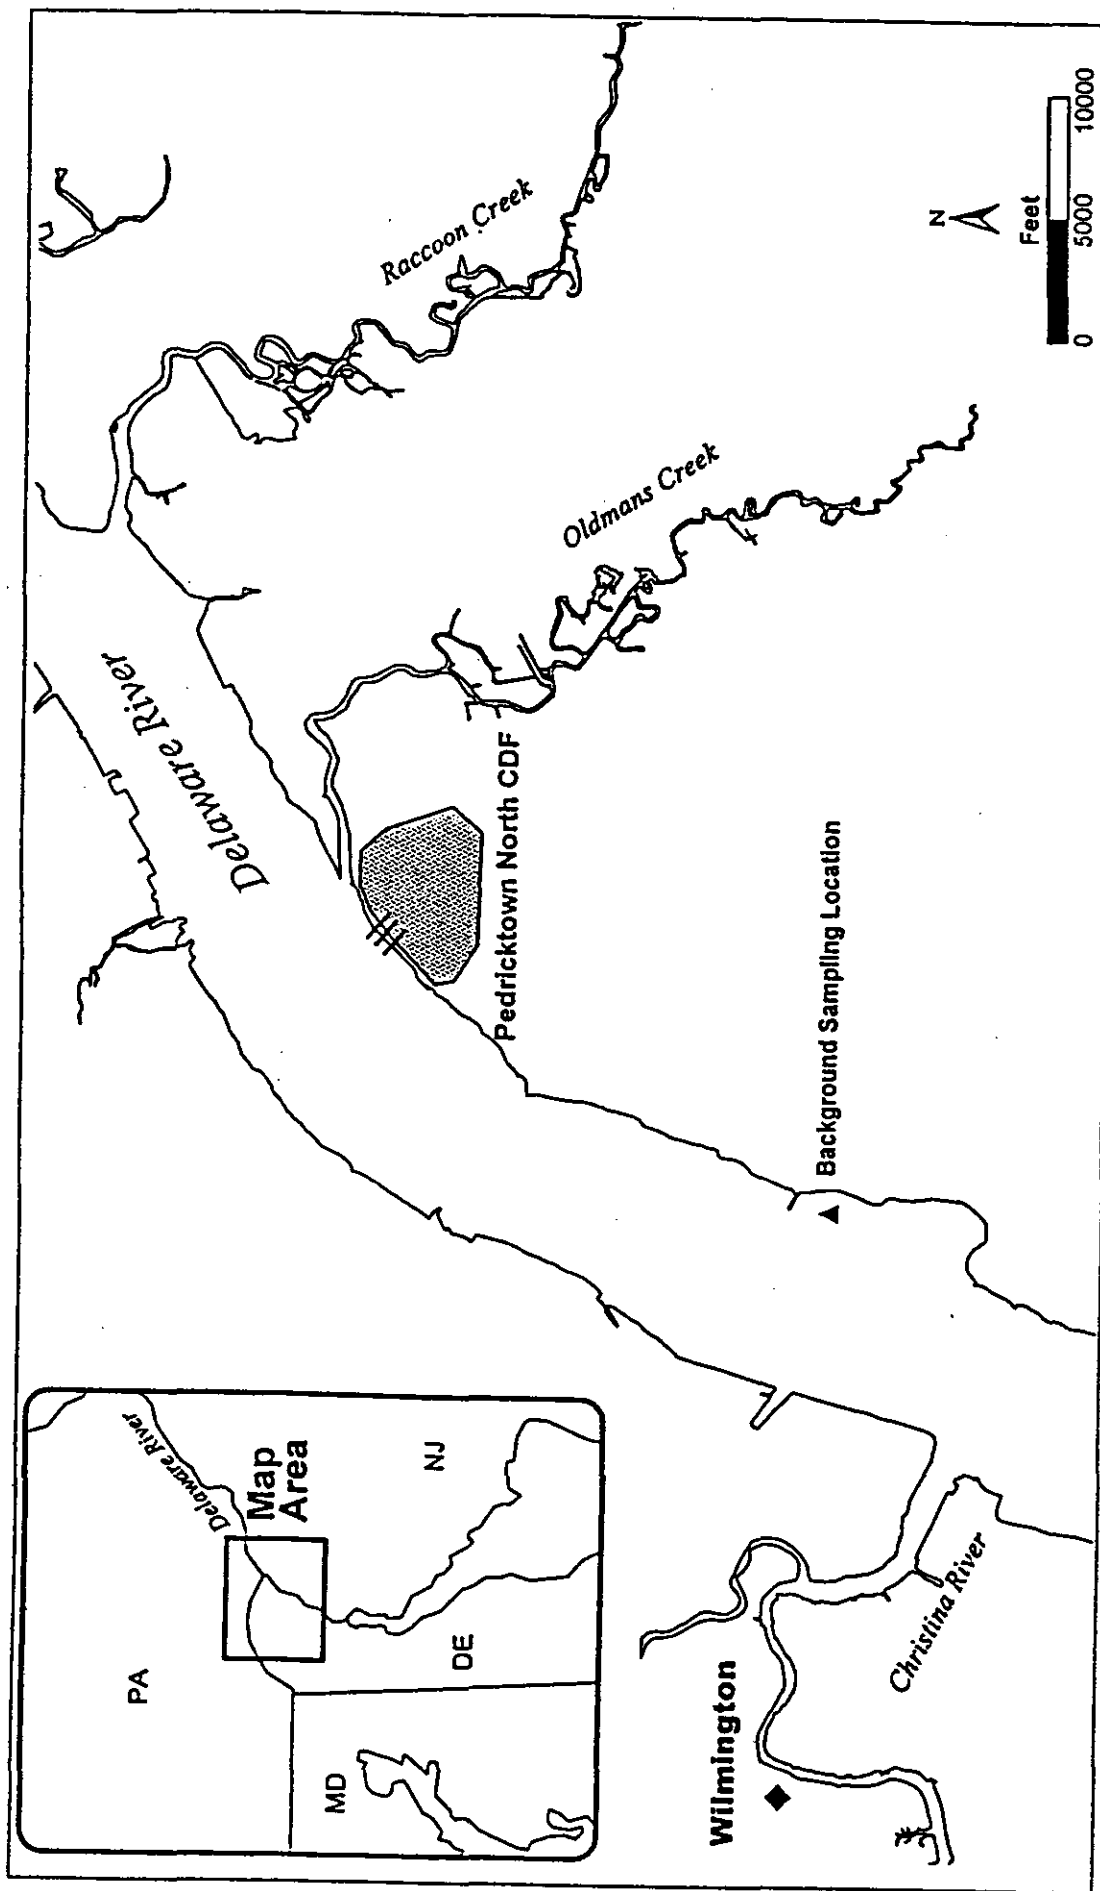 PA
MD
DE
NJ
Delaware River
Map
Area
Delaware River
Raccoon Creek
Oldmans Creek
Pedricktown North CDF
Background Sampling Location
Wilmington
Christina River
N
Feet
0 5000 10000